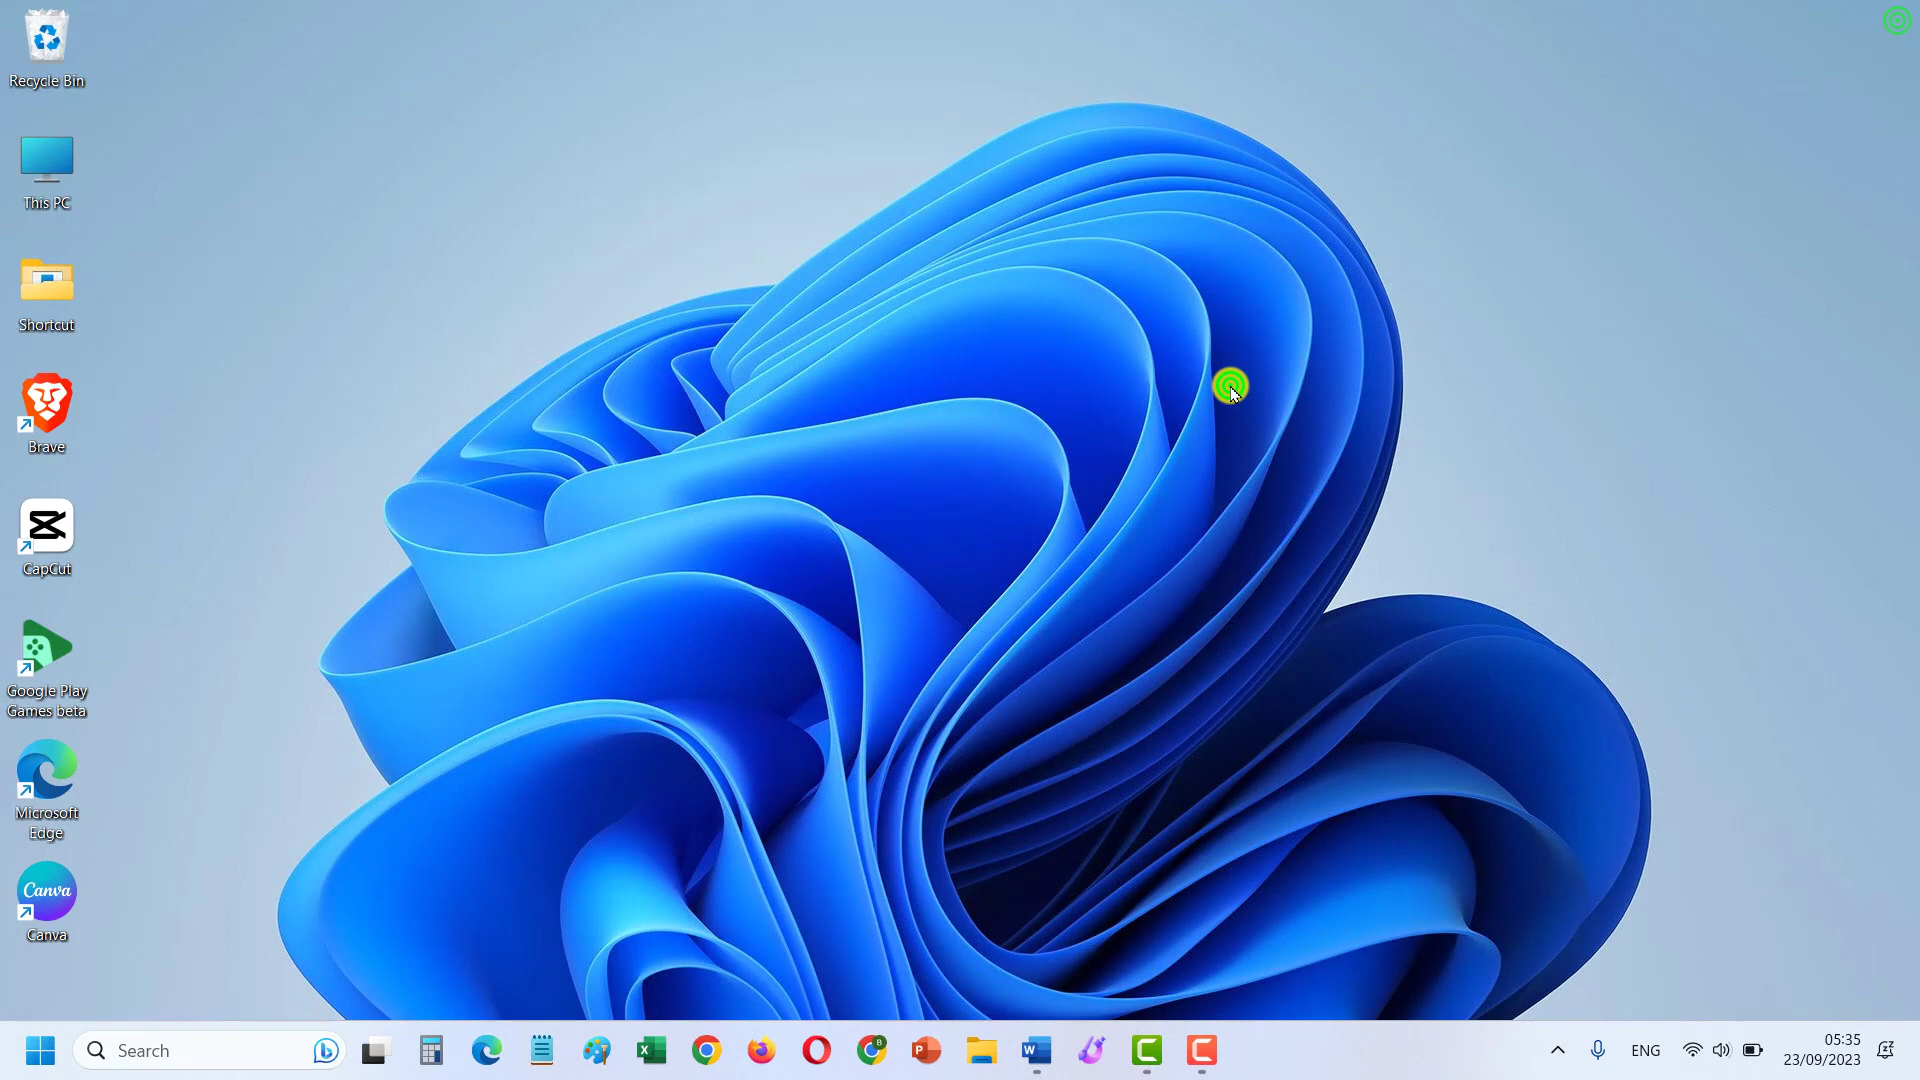 Recycle Bin
This PC
Shortcut
Brave
CapCut
Google Play
Games beta
Microsoft
Edge
Canva
Canva
Search
X
B
P
W
ENG
05:35
23/09/2023